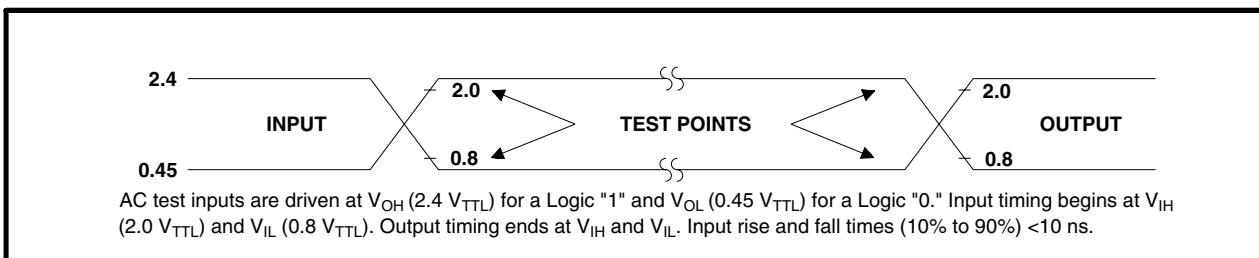 2.4
2.0
2.0
INPUT
TEST POINTS
OUTPUT
0.8
0.8
0.45
AC test inputs are driven at VOH (2.4 VTTL) for a Logic "1" and VOL (0.45 VTTL) for a Logic "0." Input timing begins at VIH
(2.0 VTTL) and VIL (0.8 VTTL). Output timing ends at VIH and VIL. Input rise and fall times (10% to 90%) <10 ns.